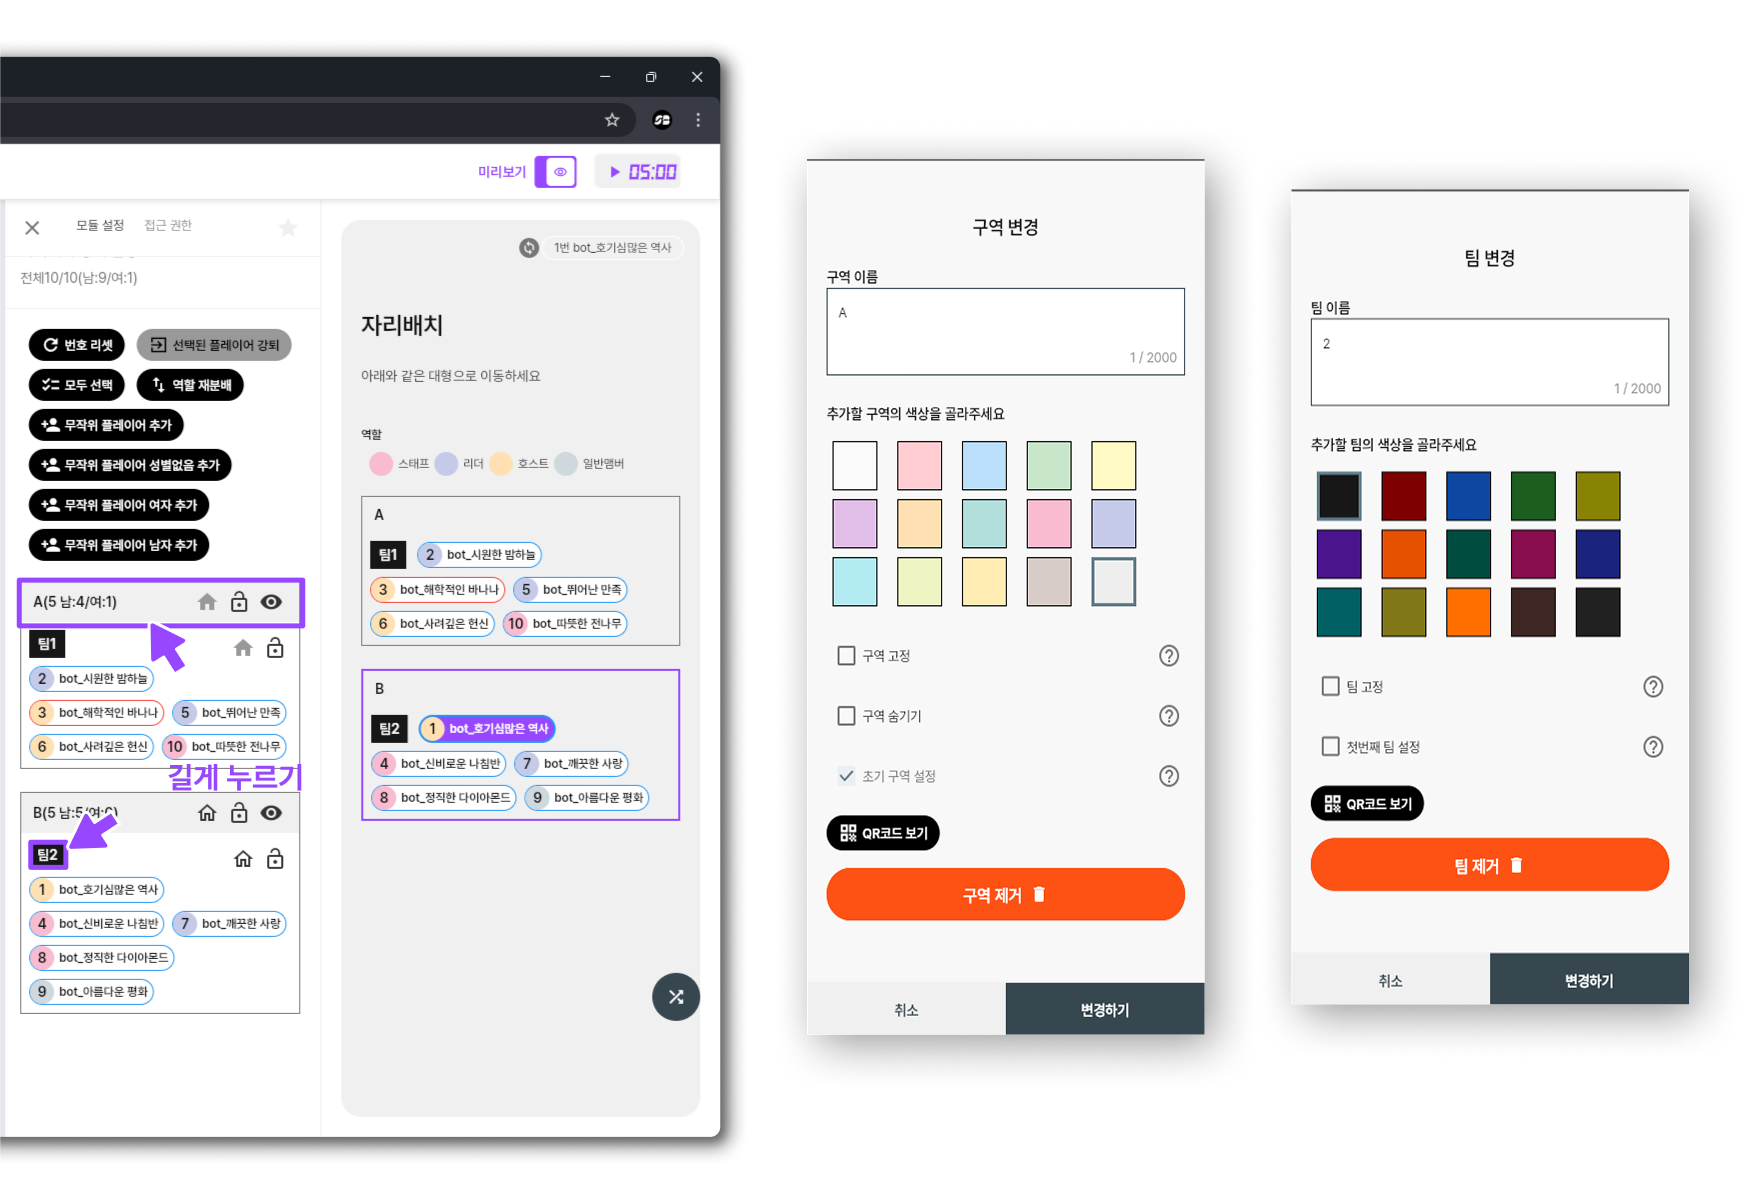 미리보기
05:00
모듈 설정
접근 권한
전체10/10(남:9/여:1)
번호 리셋
선택된 플레이어 강퇴
모두 선택
역할 재분배
무작위 플레이어 추가
무작위 플레이어 성별없음 추가
무작위 플레이어 여자 추가
무작위 플레이어 남자 추가
A(5 남:4/여:1)
팀1
2 bot_시원한 밤하늘
3 bot_해학적인 바나나
5 bot_뛰어난 만족
6 bot_사려깊은 헌신
10 bot_따뜻한 전나무
길게 누르기
B(5 남:5/여:0)
팀2
1 bot_호기심많은 역사
4 bot_신비로운 나침반
7 bot_깨끗한 사랑
8 bot_정직한 다이아몬드
9 bot_아름다운 평화
1번 bot_호기심많은 역사
자리배치
아래와 같은 대형으로 이동하세요
역할
스태프
리더
호스트
일반맴버
A
팀1
2 bot_시원한 밤하늘
3 bot_해학적인 바나나
5 bot_뛰어난 만족
6 bot_사려깊은 헌신
10 bot_따뜻한 전나무
B
팀2
1 bot_호기심많은 역사
4 bot_신비로운 나침반
7 bot_깨끗한 사랑
8 bot_정직한 다이아몬드
9 bot_아름다운 평화
구역 변경
구역 이름
A
1 / 2000
추가할 구역의 색상을 골라주세요
구역 고정
구역 숨기기
초기 구역 설정
QR코드 보기
구역 제거
취소
변경하기
팀 변경
팀 이름
2
1 / 2000
추가할 팀의 색상을 골라주세요
팀 고정
첫번째 팀 설정
QR코드 보기
팀 제거
취소
변경하기